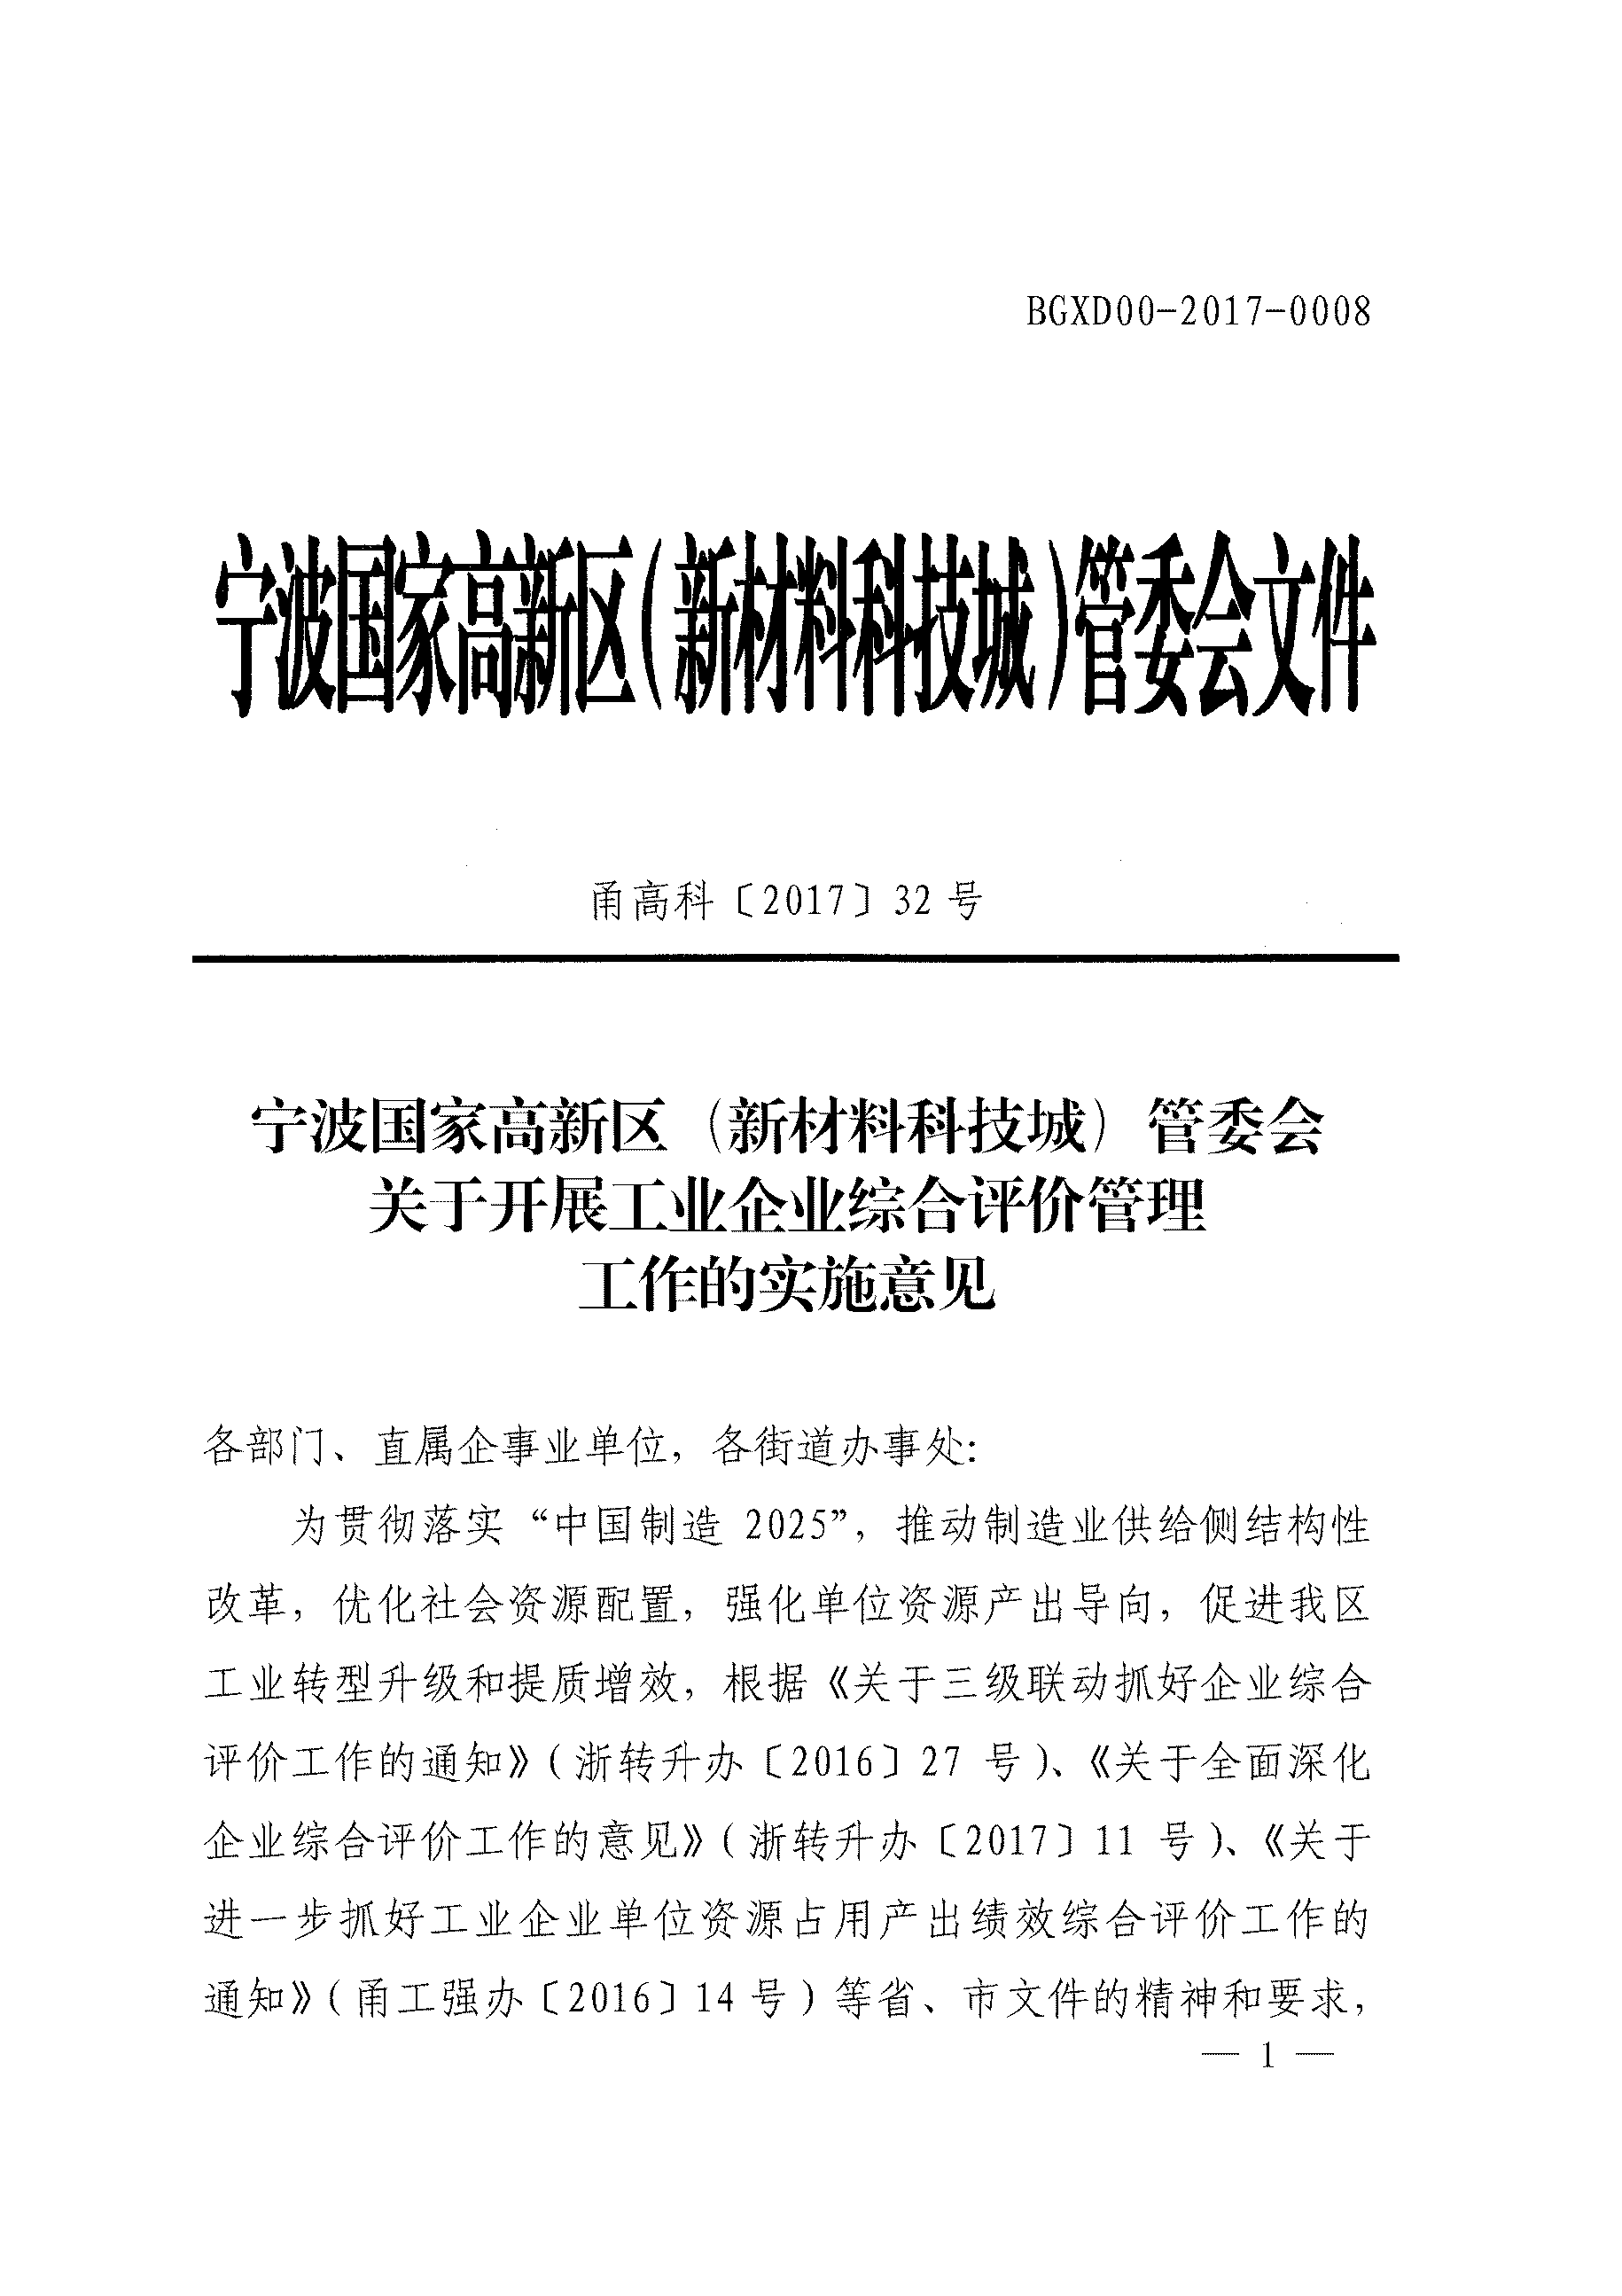 BGXD00-2017-0008
宁波国家高新区(新材料科技城)管委会文件
甬高科〔2017〕32 号
宁波国家高新区（新材料科技城）管委会
关于开展工业企业综合评价管理
工作的实施意见
各部门、直属企事业单位，各街道办事处：
为贯彻落实“中国制造 2025”，推动制造业供给侧结构性
改革，优化社会资源配置，强化单位资源产出导向，促进我区
工业转型升级和提质增效，根据《关于三级联动抓好企业综合
评价工作的通知》（浙转升办〔2016〕27 号）、《关于全面深化
企业综合评价工作的意见》（浙转升办〔2017〕11 号）、《关于
进一步抓好工业企业单位资源占用产出绩效综合评价工作的
通知》（甬工强办〔2016〕14 号）等省、市文件的精神和要求，
— 1 —